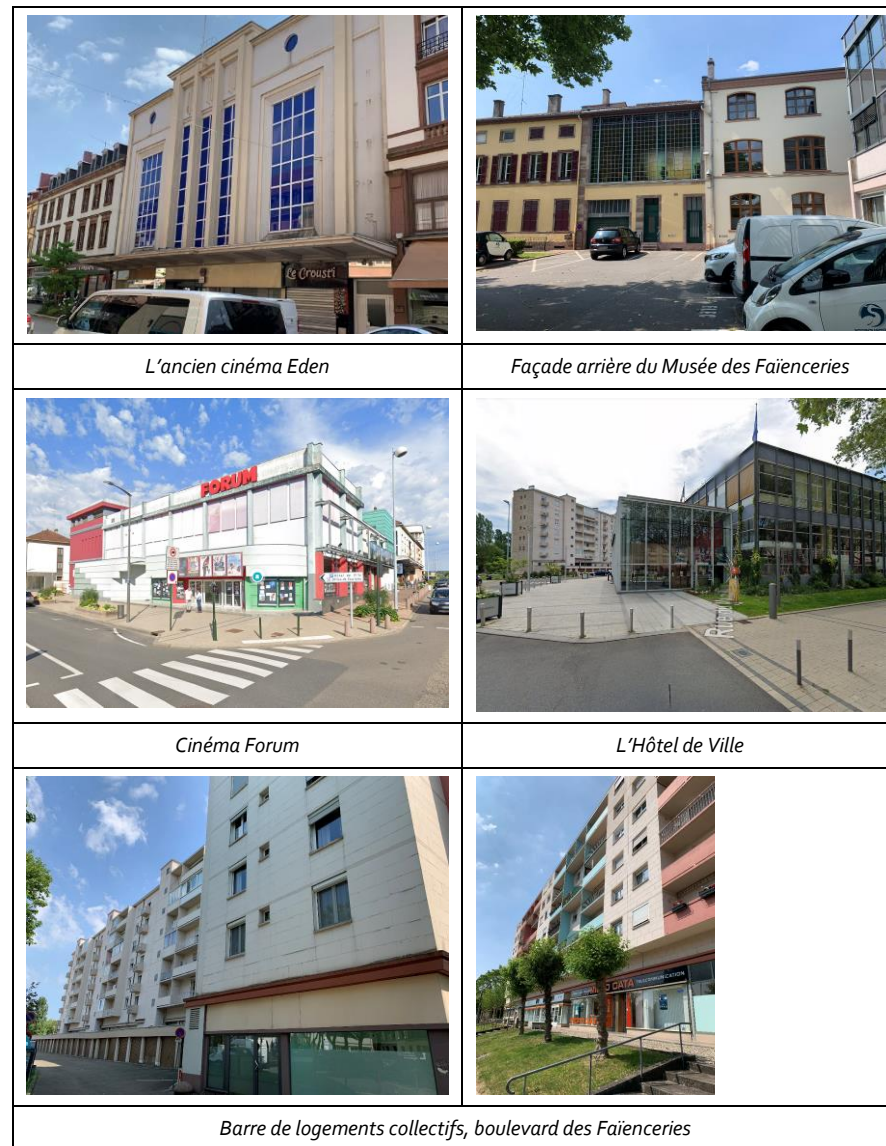 Le Crousti
L'ancien cinéma Eden
Façade arrière du Musée des Faïenceries
FORUM
Cinéma Forum
L'Hôtel de Ville
CATA
Barre de logements collectifs, boulevard des Faïenceries